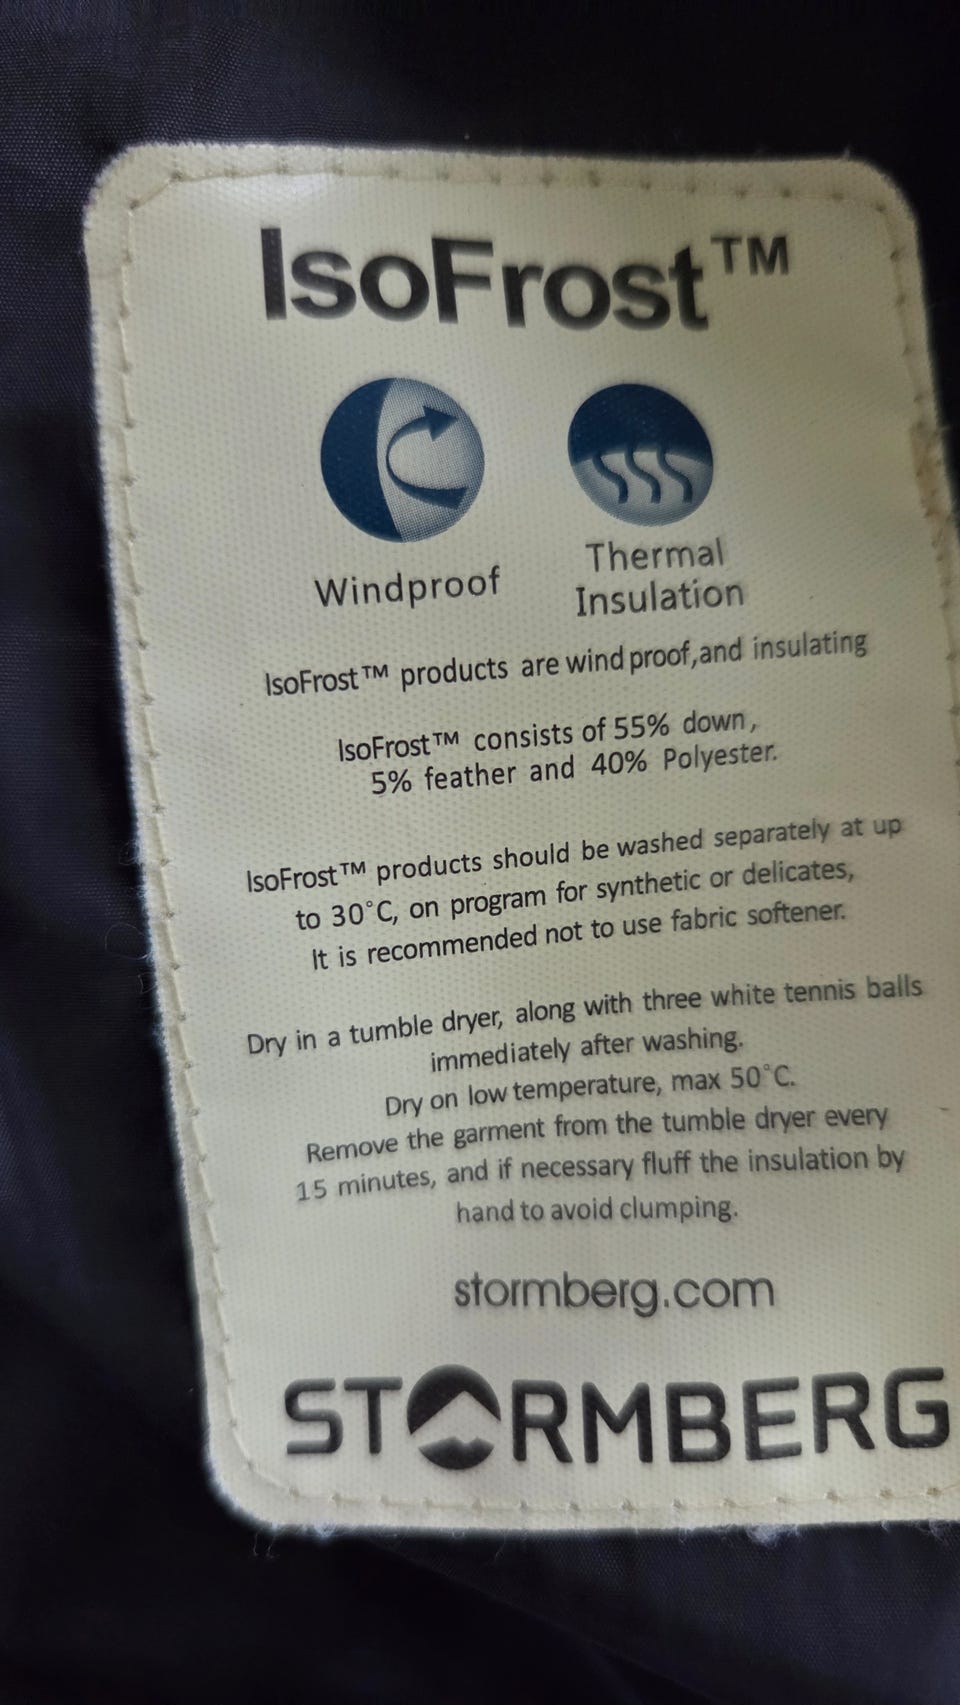 IsoFrost™
Windproof
Thermal
Insulation
IsoFrost™ products are wind proof,and insulating
IsoFrost™ consists of 55% down,
5% feather and 40% Polyester.
IsoFrost™ products should be washed separately at up
to 30°C, on program for synthetic or delicates,
It is recommended not to use fabric softener.
Dry in a tumble dryer, along with three white tennis balls
immediately after washing.
Dry on low temperature, max 50°C.
Remove the garment from the tumble dryer every
15 minutes, and if necessary fluff the insulation by
hand to avoid clumping.
stormberg.com
STORMBERG